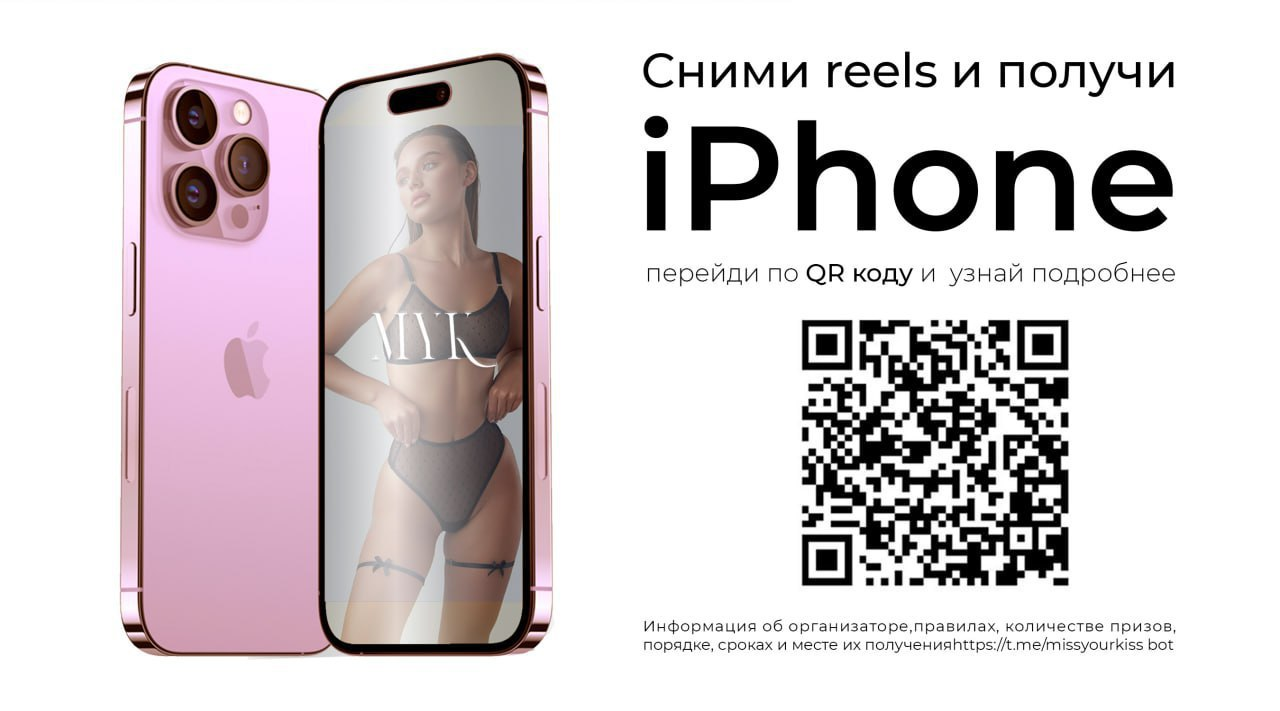 Сними reels и получи
iPhone
перейди по QR коду и узнай подробнее
MYK
Информация об организаторе,правилах, количестве призов,
порядке, сроках и месте их полученияhttps://t.me/missyourkiss bot